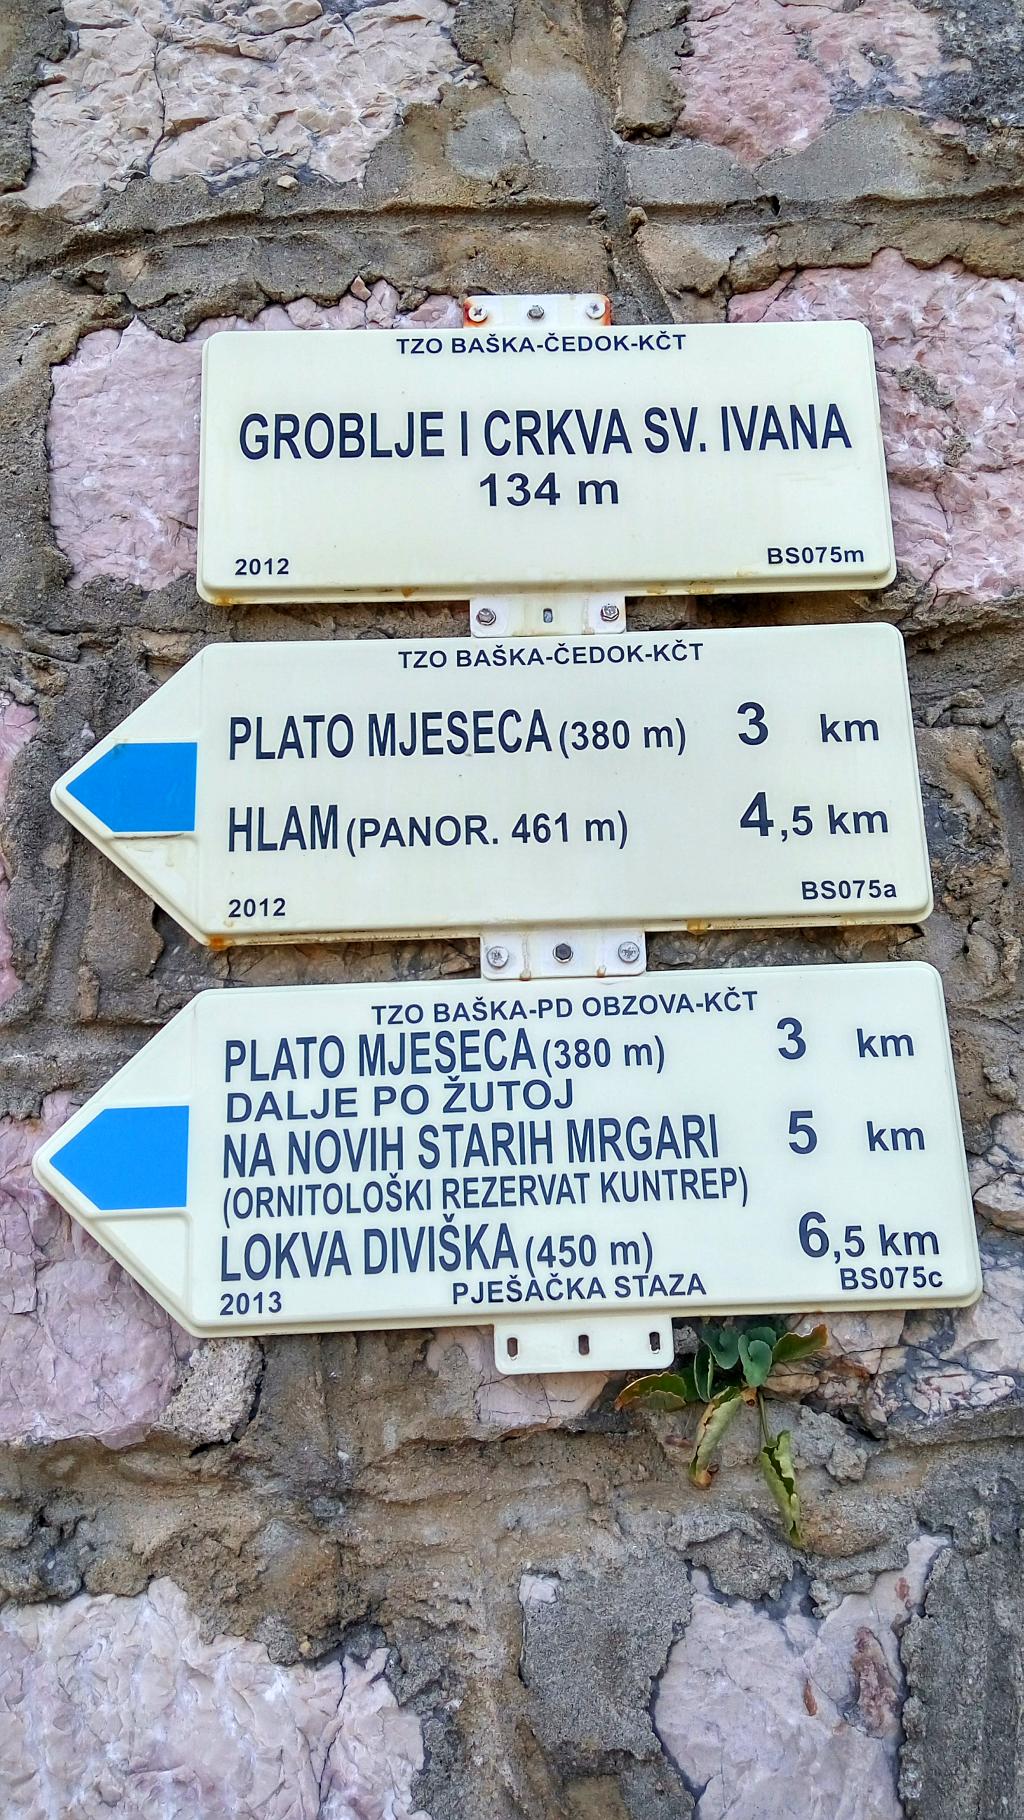 TZO BAŠKA-ČEDOK-KČT
GROBLJE I CRKVA SV. IVANA
134 m
2012 BS075m
TZO BAŠKA-ČEDOK-KČT
PLATO MJESECA (380 m) 3 km
HLAM (PANOR. 461 m) 4,5 km
2012 BS075a
TZO BAŠKA-PD OBZOVA-KČT
PLATO MJESECA (380 m) 3 km
DALJE PO ŽUTOJ
NA NOVIH STARIH MRGARI 5 km
(ORNITOLOŠKI REZERVAT KUNTREP)
LOKVA DIVIŠKA (450 m) 6,5 km
2013 PJEŠAČKA STAZA BS075c